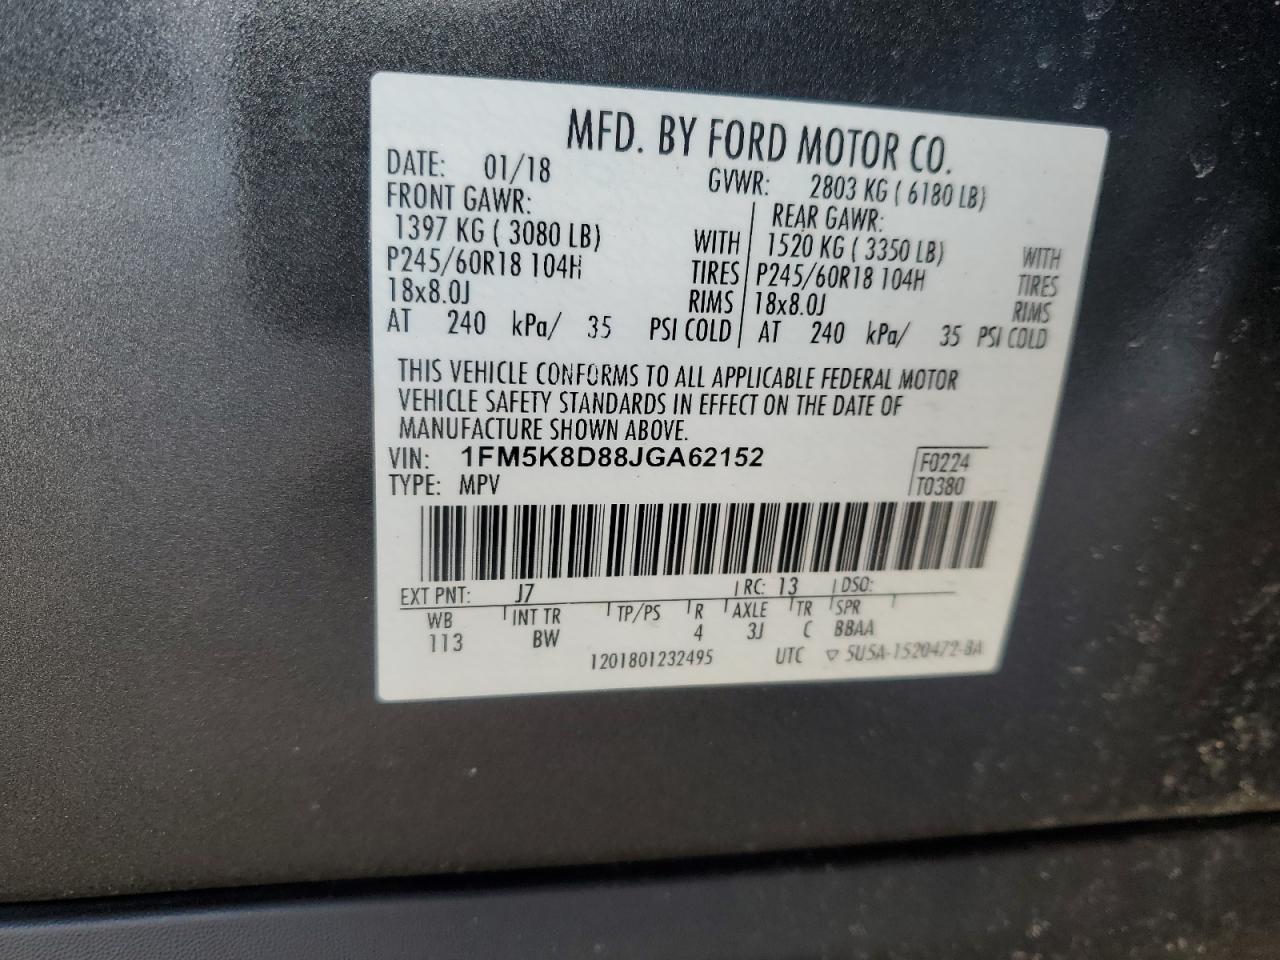 MFD. BY FORD MOTOR CO.
DATE: 01/18 GVWR: 2803 KG ( 6180 LB)
FRONT GAWR: REAR GAWR:
1397 KG ( 3080 LB) WITH 1520 KG ( 3350 LB) WITH
P245/60R18 104H TIRES P245/60R18 104H TIRES
18x8.0J RIMS 18x8.0J RIMS
AT 240 kPa/ 35 PSI COLD AT 240 kPa/ 35 PSI COLD
THIS VEHICLE CONFORMS TO ALL APPLICABLE FEDERAL MOTOR
VEHICLE SAFETY STANDARDS IN EFFECT ON THE DATE OF
MANUFACTURE SHOWN ABOVE.
VIN: 1FM5K8D88JGA62152 F0224
TYPE: MPV T0380
EXT PNT: J7 RC: 13 DSO:
WB INT TR TP/PS R AXLE TR SPR
113 BW 4 3J C BBAA
1201801232495 UTC ▽ 5U5A-1520472-BA